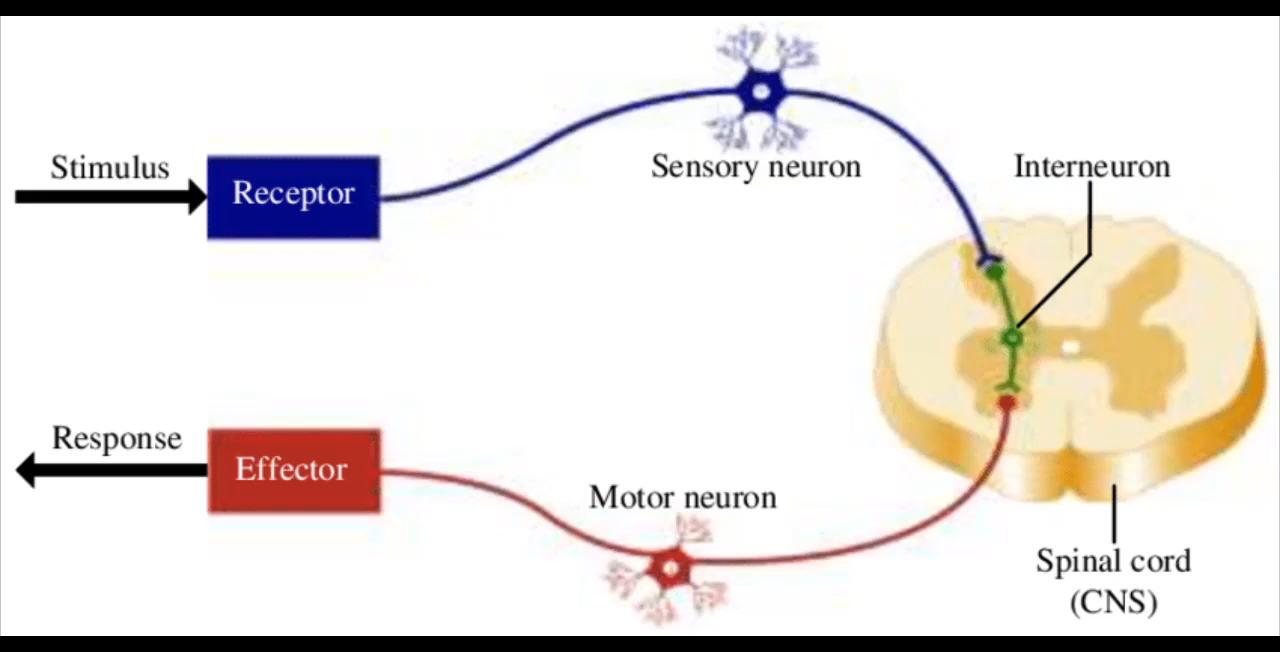 Stimulus
Receptor
Sensory neuron
Interneuron
Response
Effector
Motor neuron
Spinal cord
(CNS)